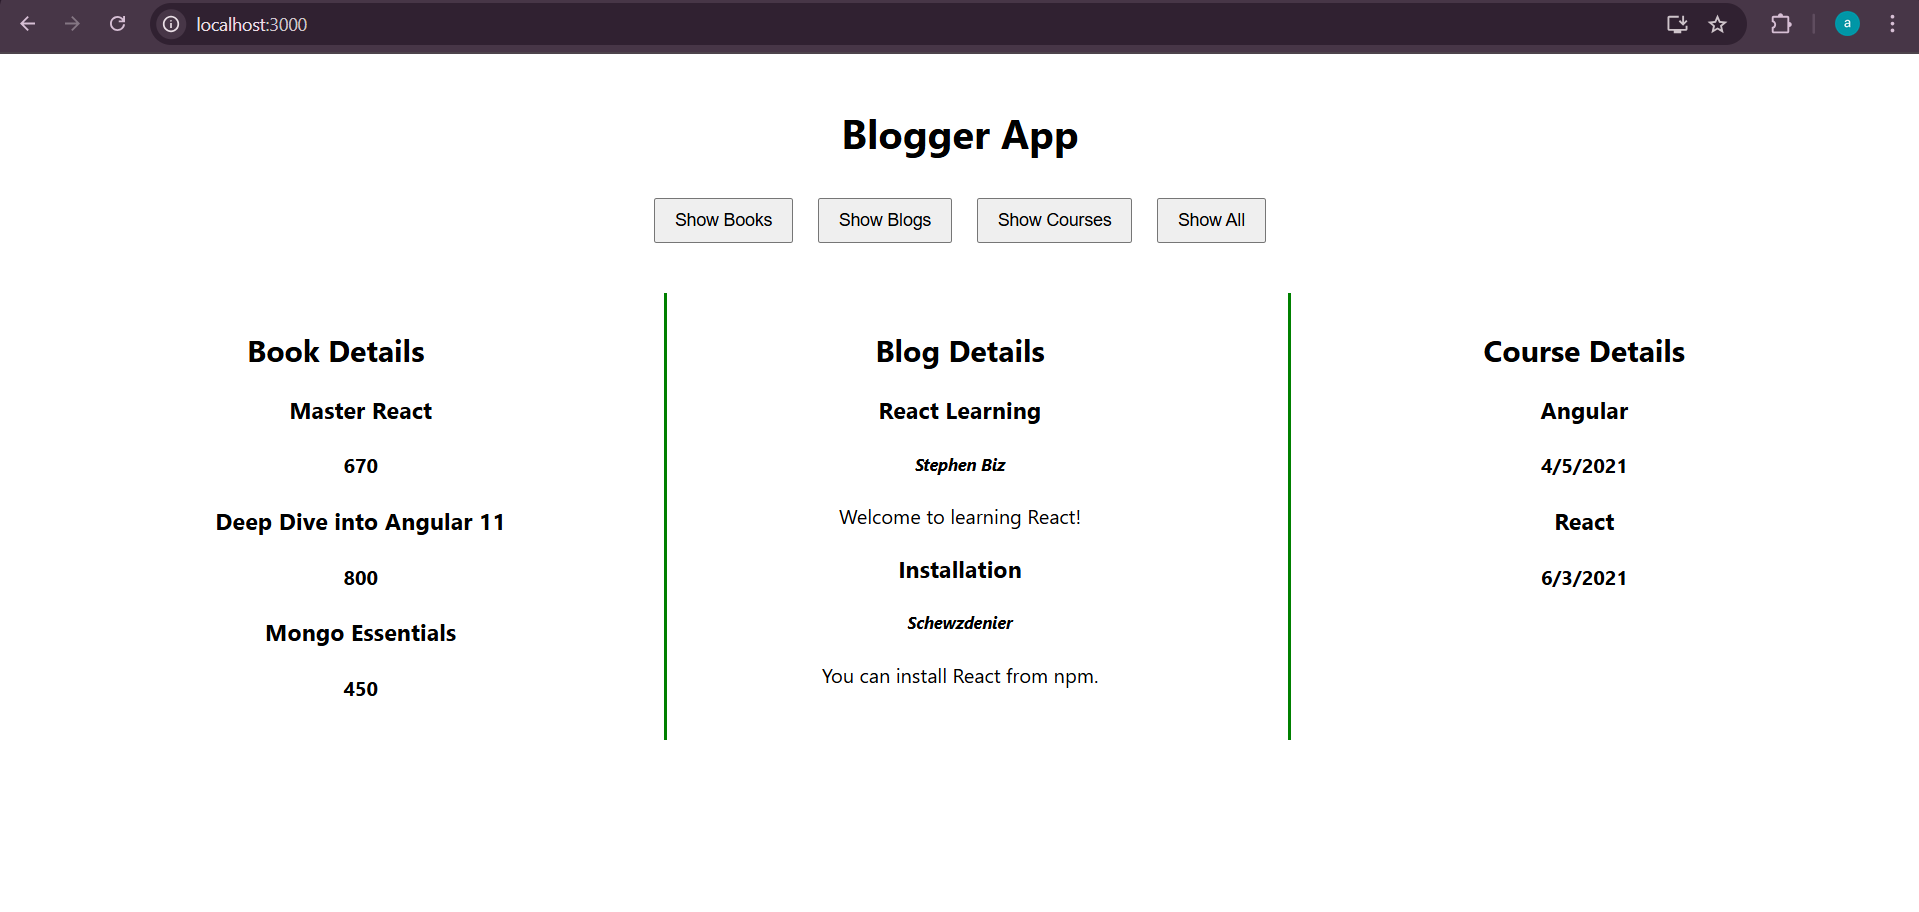 localhost:3000
a
Blogger App
Show Books
Show Blogs
Show Courses
Show All
Book Details
Master React
670
Deep Dive into Angular 11
800
Mongo Essentials
450
Blog Details
React Learning
Stephen Biz
Welcome to learning React!
Installation
Schewzdenier
You can install React from npm.
Course Details
Angular
4/5/2021
React
6/3/2021